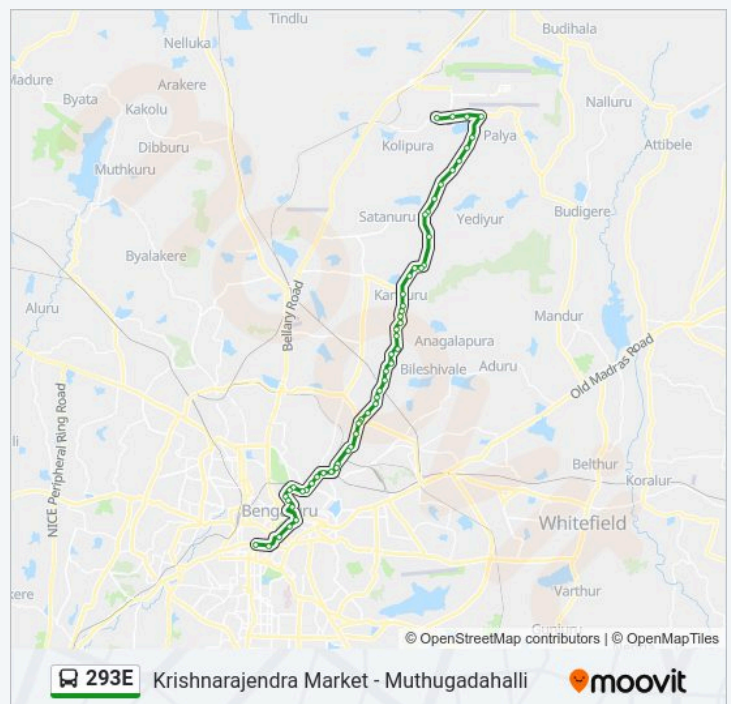 Tindlu
Budihala
Nelluka
Madure
Arakere
Byata
Kakolu
Nailuru
Dibburu
Kolipura
Palya
Attibele
Muthkuru
Satanuru
Yediyur
Budigere
Byalakere
Bellary Road
Kannuru
Aluru
Mandur
Anagalapura
Old Madras Road
Bileshivale
Aduru
NICE Peripheral Ring Road
Belthur
Koralur
Bengaluru
Whitefield
Varthur
© OpenStreetMap contributors | © OpenMapTiles
293E Krishnarajendra Market - Muthugadahalli moovit